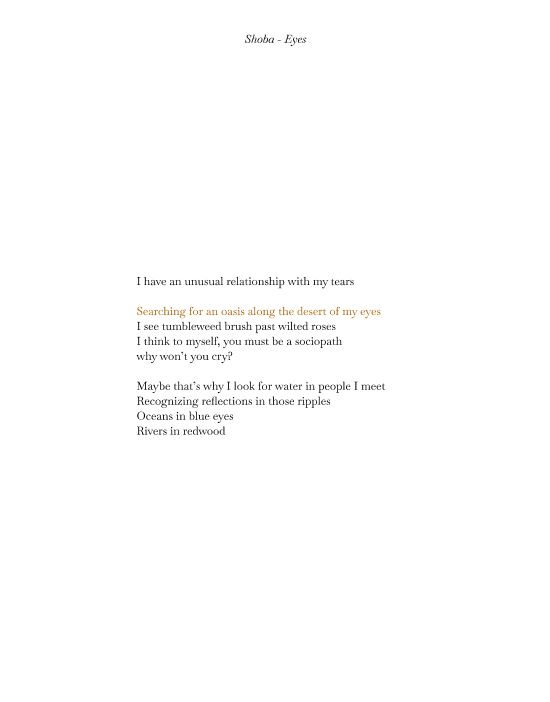 Shoba - Eyes
I have an unusual relationship with my tears
Searching for an oasis along the desert of my eyes
I see tumbleweed brush past wilted roses
I think to myself, you must be a sociopath
why won’t you cry?
Maybe that’s why I look for water in people I meet
Recognizing reflections in those ripples
Oceans in blue eyes
Rivers in redwood